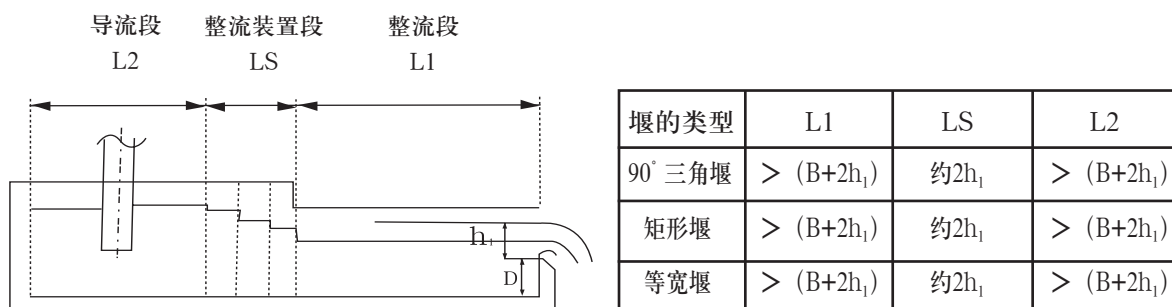 导流段 整流装置段 整流段
L2 LS L1
h₁
D
堰的类型 L1 LS L2
90° 三角堰 > (B+2h₁) 约2h₁ > (B+2h₁)
矩形堰 > (B+2h₁) 约2h₁ > (B+2h₁)
等宽堰 > (B+2h₁) 约2h₁ > (B+2h₁)